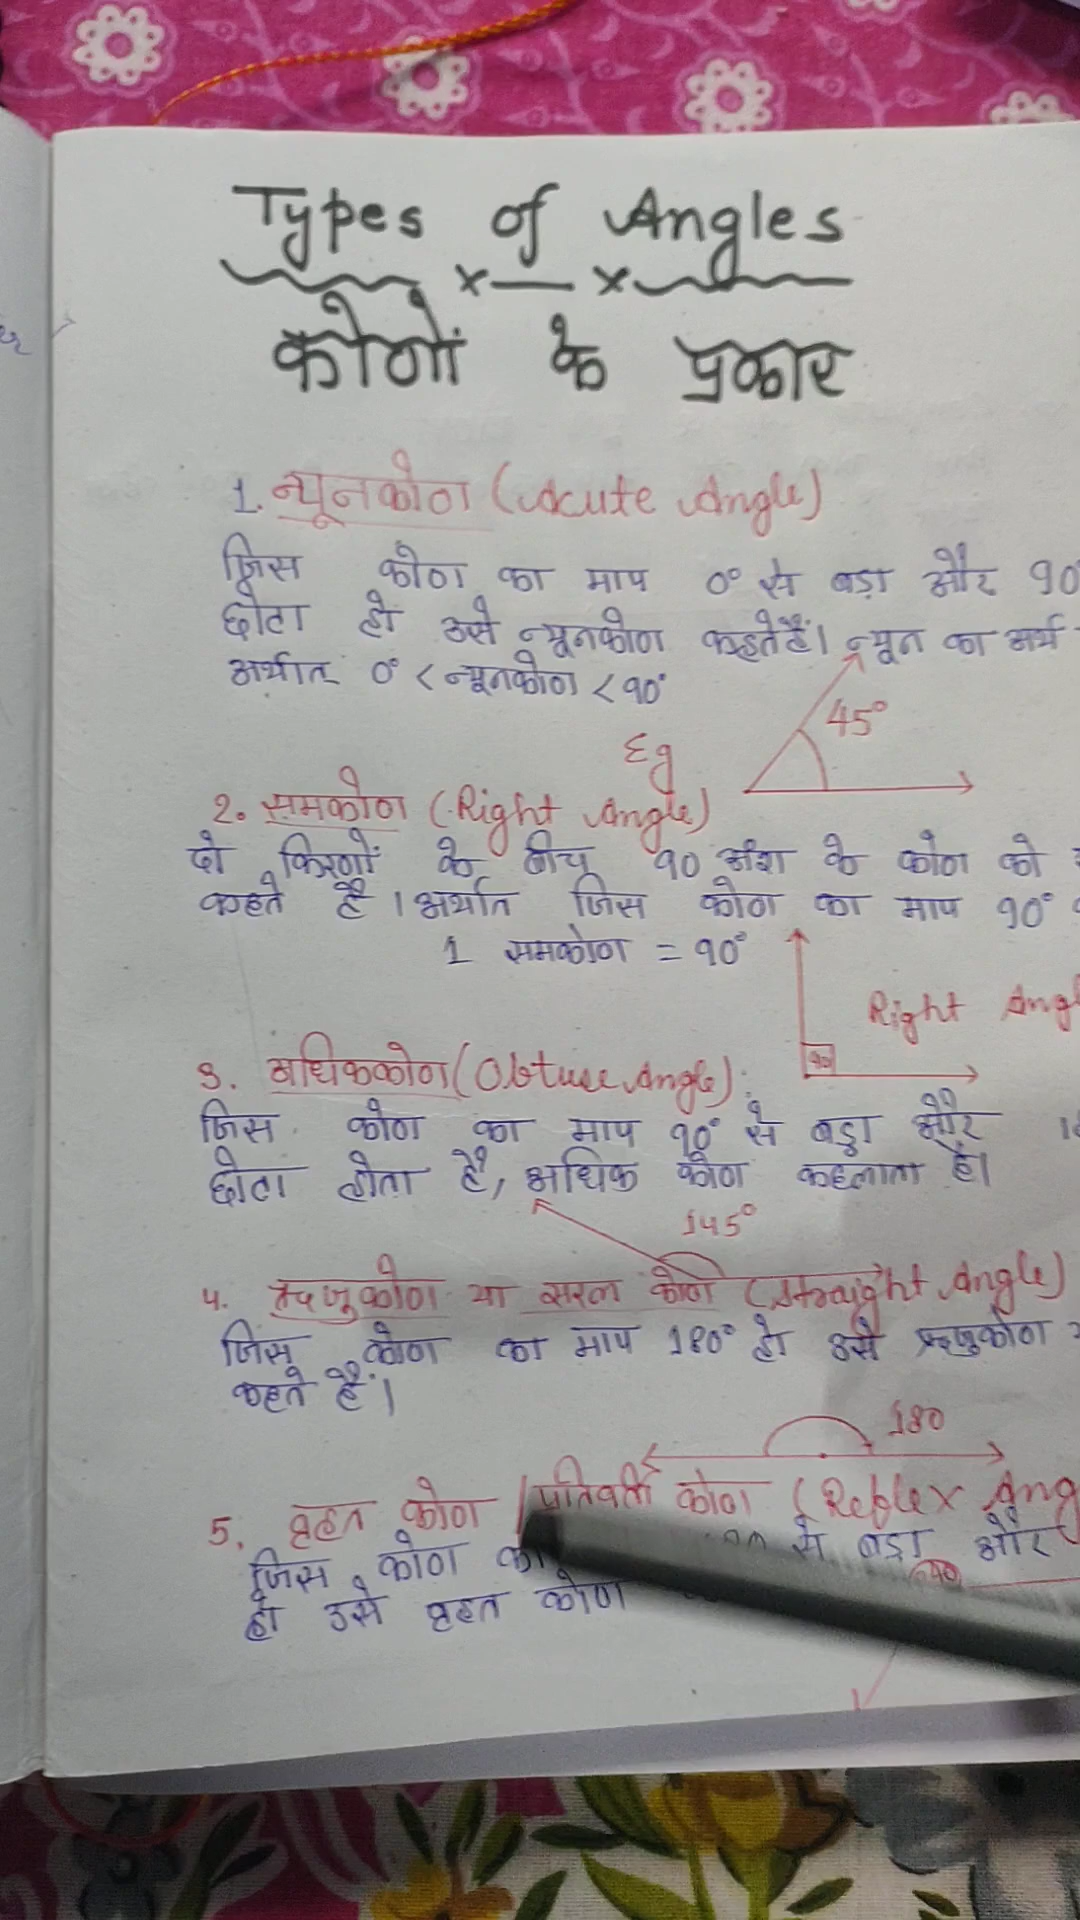 Types of Angles
कोणों के प्रकार
1. न्यूनकोण (Acute Angle)
जिस कोण का माप 0° से बड़ा और 90°
छोटा हो उसे न्यूनकोण कहते हैं। न्यून का अर्थ
अर्थात् 0° < न्यूनकोण < 90°
45°
Eg
2. समकोण (Right Angle)
दो किरणों के बीच 90 अंश के कोण को
कहते हैं । अर्थात जिस कोण का माप 90°
1 समकोण = 90°
Right Angl
90
3. अधिककोण (Obtuse Angle) :
जिस कोण का माप 90° से बड़ा और
छोटा होता है, अधिक कोण कहलाता है।
145°
4. ऋजुकोण या सरल कोण (Straight Angle)
जिस कोण का माप 180° हो उसे ऋजुकोण
कहते हैं।
180
5. वृहत कोण / प्रतिवर्ती कोण (Reflex Ang
जिस कोण का से बड़ा और
हो उसे वृहत कोण